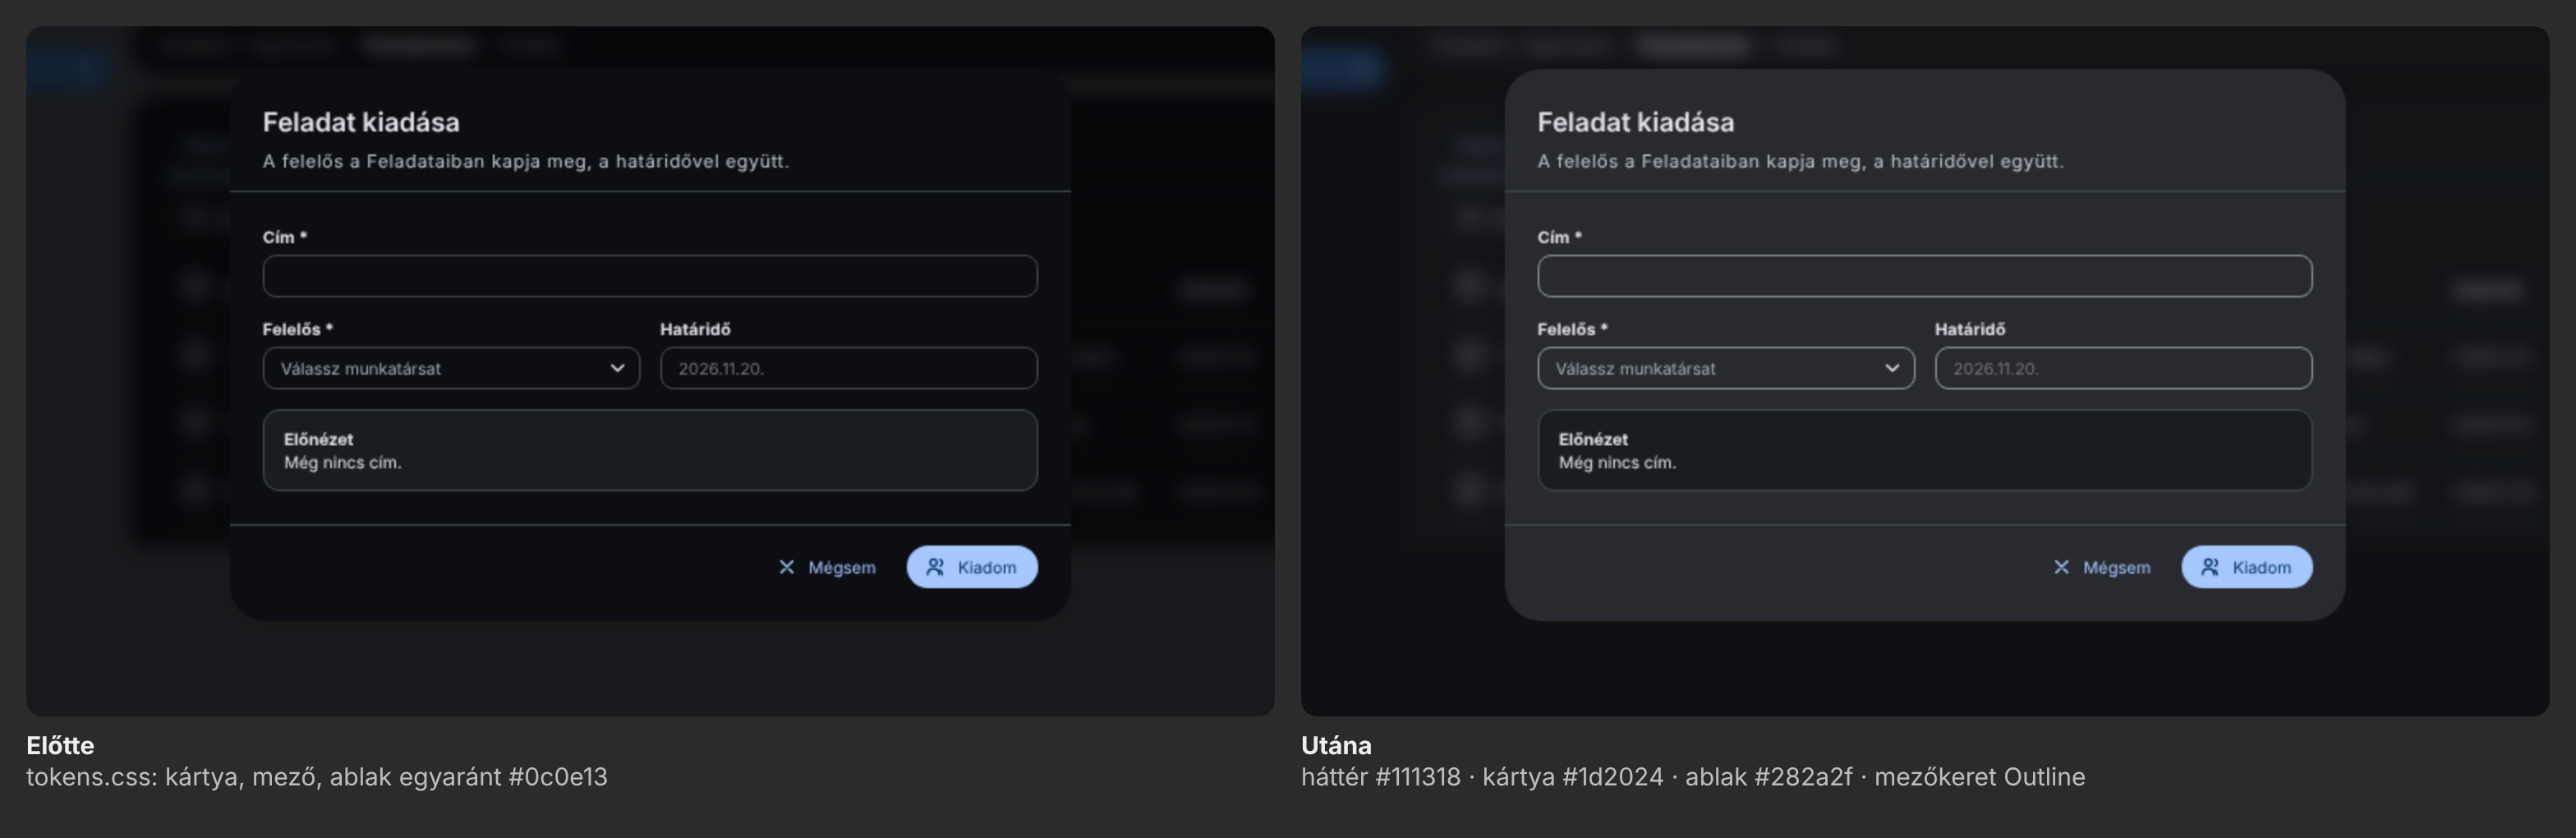 Feladat kiadása
A felelős a Feladataiban kapja meg, a határidővel együtt.
Cím *
Felelős *
Határidő
Válassz munkatársat
2026.11.20.
Előnézet
Még nincs cím.
Mégsem
Kiadom
Előtte
tokens.css: kártya, mező, ablak egyaránt #0c0e13
Feladat kiadása
A felelős a Feladataiban kapja meg, a határidővel együtt.
Cím *
Felelős *
Határidő
Válassz munkatársat
2026.11.20.
Előnézet
Még nincs cím.
Mégsem
Kiadom
Utána
háttér #111318 · kártya #1d2024 · ablak #282a2f · mezőkeret Outline